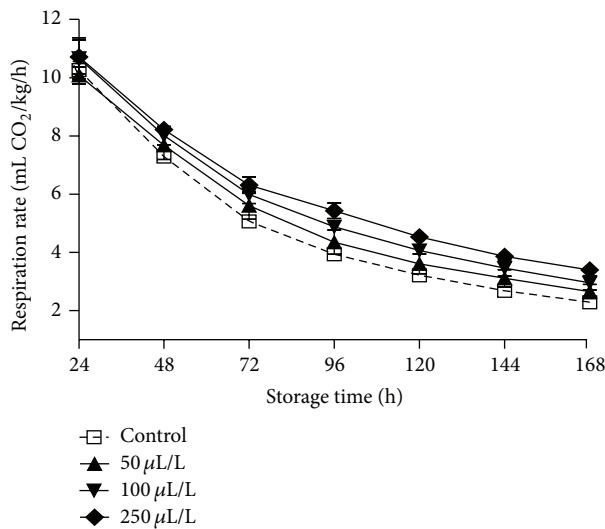 12
10
8
6
4
2
Respiration rate (mL CO₂/kg/h)
24 48 72 96 120 144 168
Storage time (h)
Control
50 μL/L
100 μL/L
250 μL/L